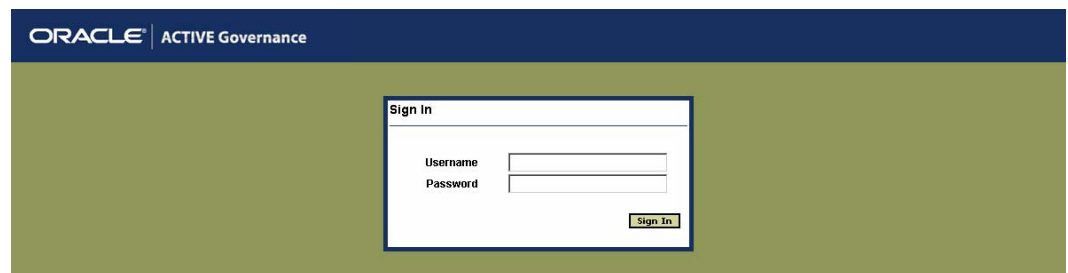 ORACLE® | ACTIVE Governance
Sign In
Username
Password
Sign In